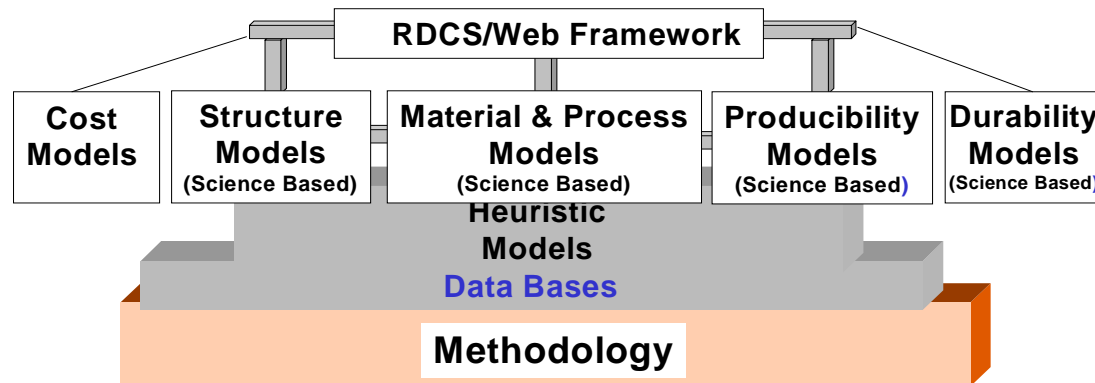 RDCS/Web Framework
Cost
Models
Structure
Models
(Science Based)
Material & Process
Models
(Science Based)
Producibility
Models
(Science Based)
Durability
Models
(Science Based)
Heuristic
Models
Data Bases
Methodology